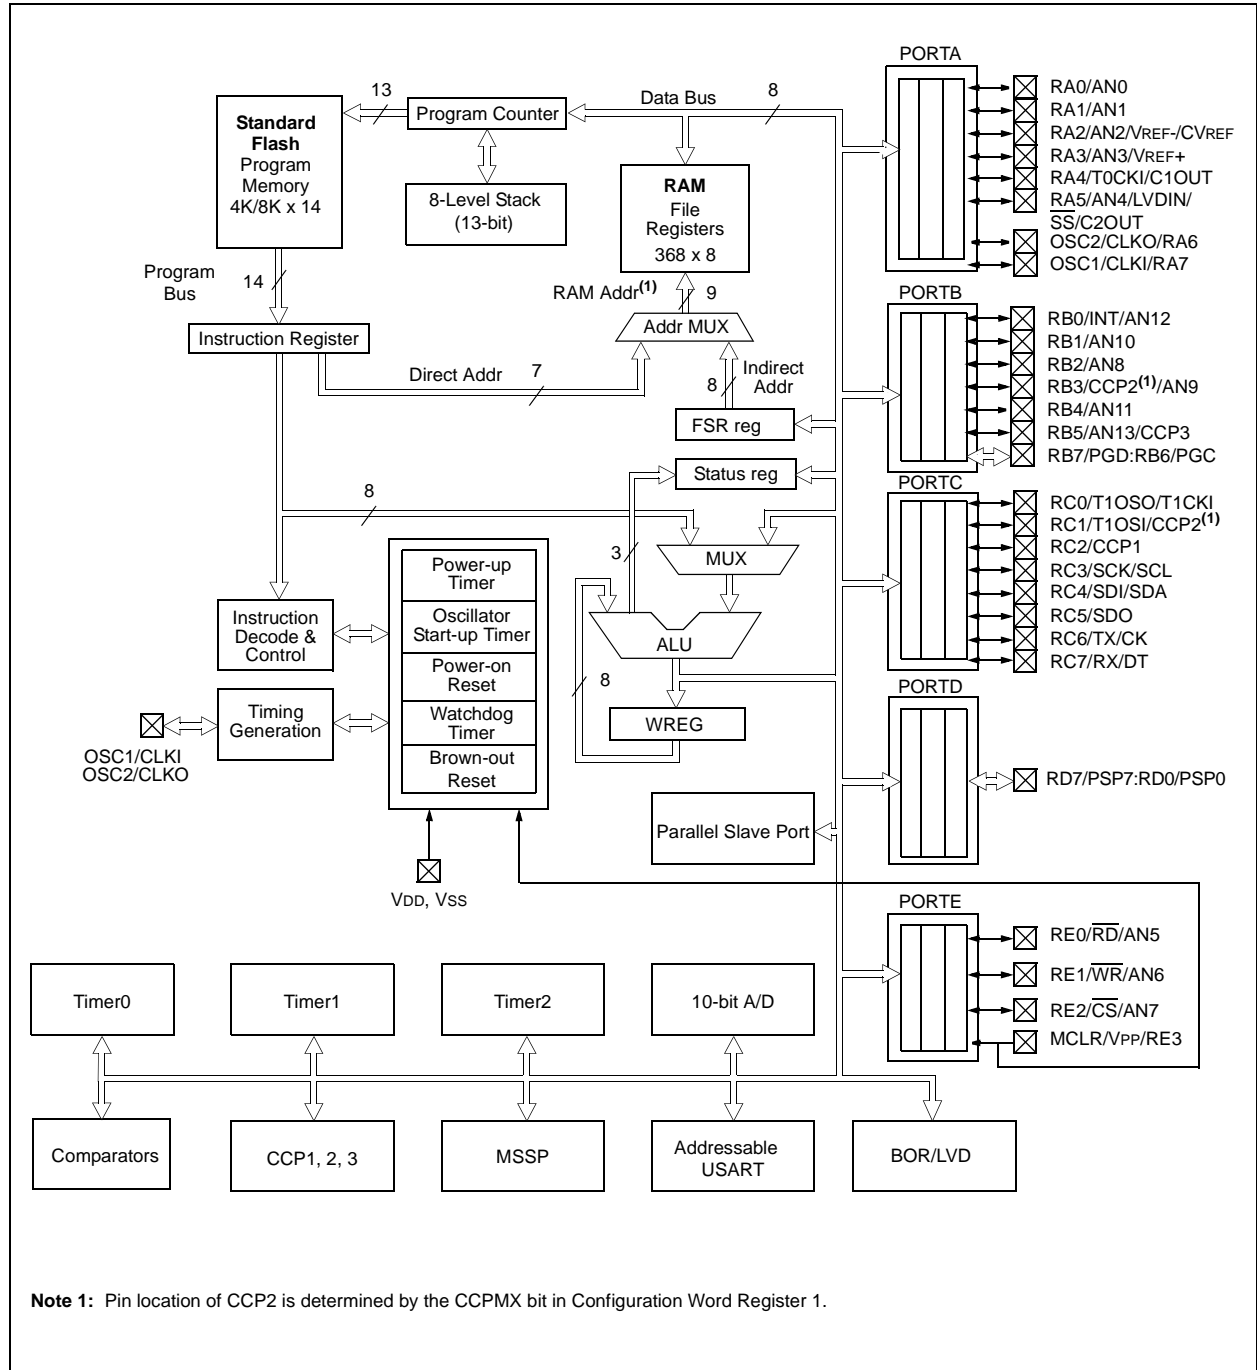 PORTA
13
Data Bus
8
Standard
Flash
Program
Memory
4K/8K x 14
Program Counter
8-Level Stack
(13-bit)
RAM
File
Registers
368 x 8
RA0/AN0
RA1/AN1
RA2/AN2/VREF-/CVREF
RA3/AN3/VREF+
RA4/T0CKI/C1OUT
RA5/AN4/LVDIN/
SS/C2OUT
OSC2/CLKO/RA6
OSC1/CLKI/RA7
Program
Bus
14
RAM Addr(1)
9
PORTB
Addr MUX
Instruction Register
Direct Addr
7
8
Indirect
Addr
FSR reg
Status reg
RB0/INT/AN12
RB1/AN10
RB2/AN8
RB3/CCP2(1)/AN9
RB4/AN11
RB5/AN13/CCP3
RB7/PGD:RB6/PGC
PORTC
8
3
MUX
RC0/T1OSO/T1CKI
RC1/T1OSI/CCP2(1)
RC2/CCP1
RC3/SCK/SCL
RC4/SDI/SDA
RC5/SDO
RC6/TX/CK
RC7/RX/DT
Power-up
Timer
Oscillator
Start-up Timer
Power-on
Reset
Watchdog
Timer
Brown-out
Reset
Instruction
Decode &
Control
ALU
8
WREG
Timing
Generation
OSC1/CLKI
OSC2/CLKO
PORTD
RD7/PSP7:RD0/PSP0
Parallel Slave Port
VDD, VSS
PORTE
RE0/RD/AN5
RE1/WR/AN6
RE2/CS/AN7
MCLR/VPP/RE3
Timer0
Timer1
Timer2
10-bit A/D
Comparators
CCP1, 2, 3
MSSP
Addressable
USART
BOR/LVD
Note 1: Pin location of CCP2 is determined by the CCPMX bit in Configuration Word Register 1.